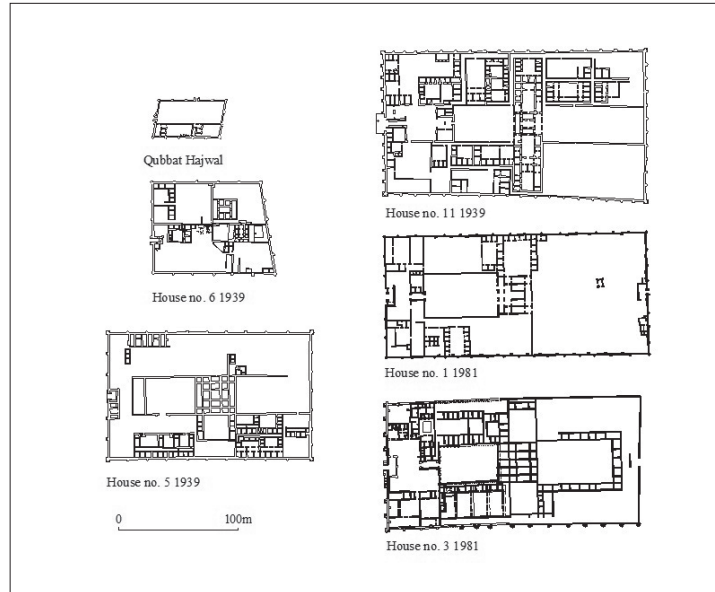 Qubbat Hajwal
House no. 6 1939
House no. 5 1939
0 100m
House no. 11 1939
House no. 1 1981
House no. 3 1981